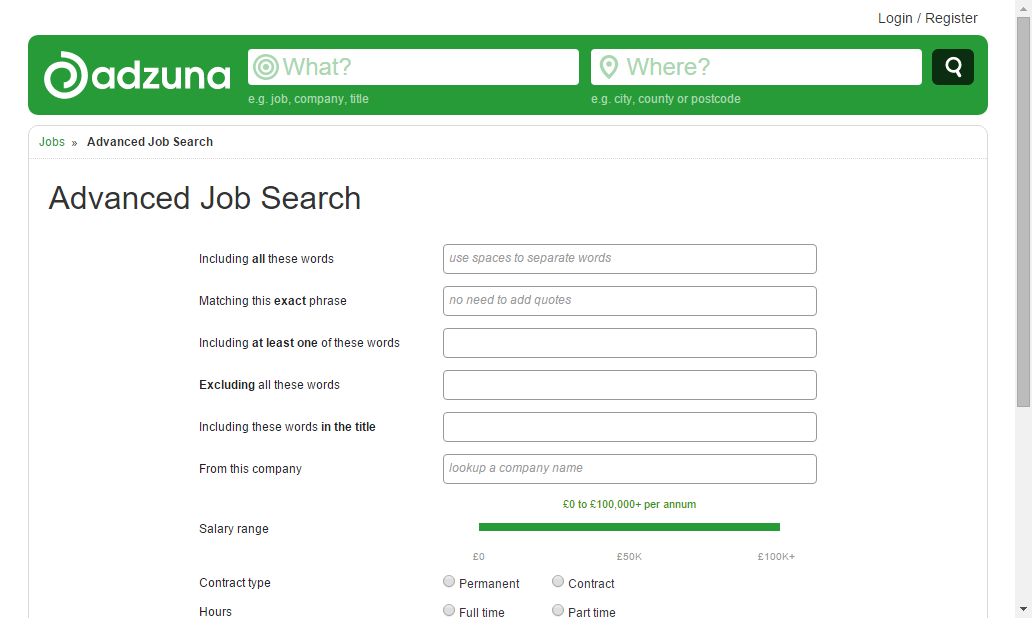 Login / Register
adzuna What? Where?
e.g. job, company, title e.g. city, county or postcode
Jobs » Advanced Job Search
Advanced Job Search
Including all these words use spaces to separate words
Matching this exact phrase no need to add quotes
Including at least one of these words
Excluding all these words
Including these words in the title
From this company lookup a company name
£0 to £100,000+ per annum
Salary range
£0 £50K £100K+
Contract type Permanent Contract
Hours Full time Part time